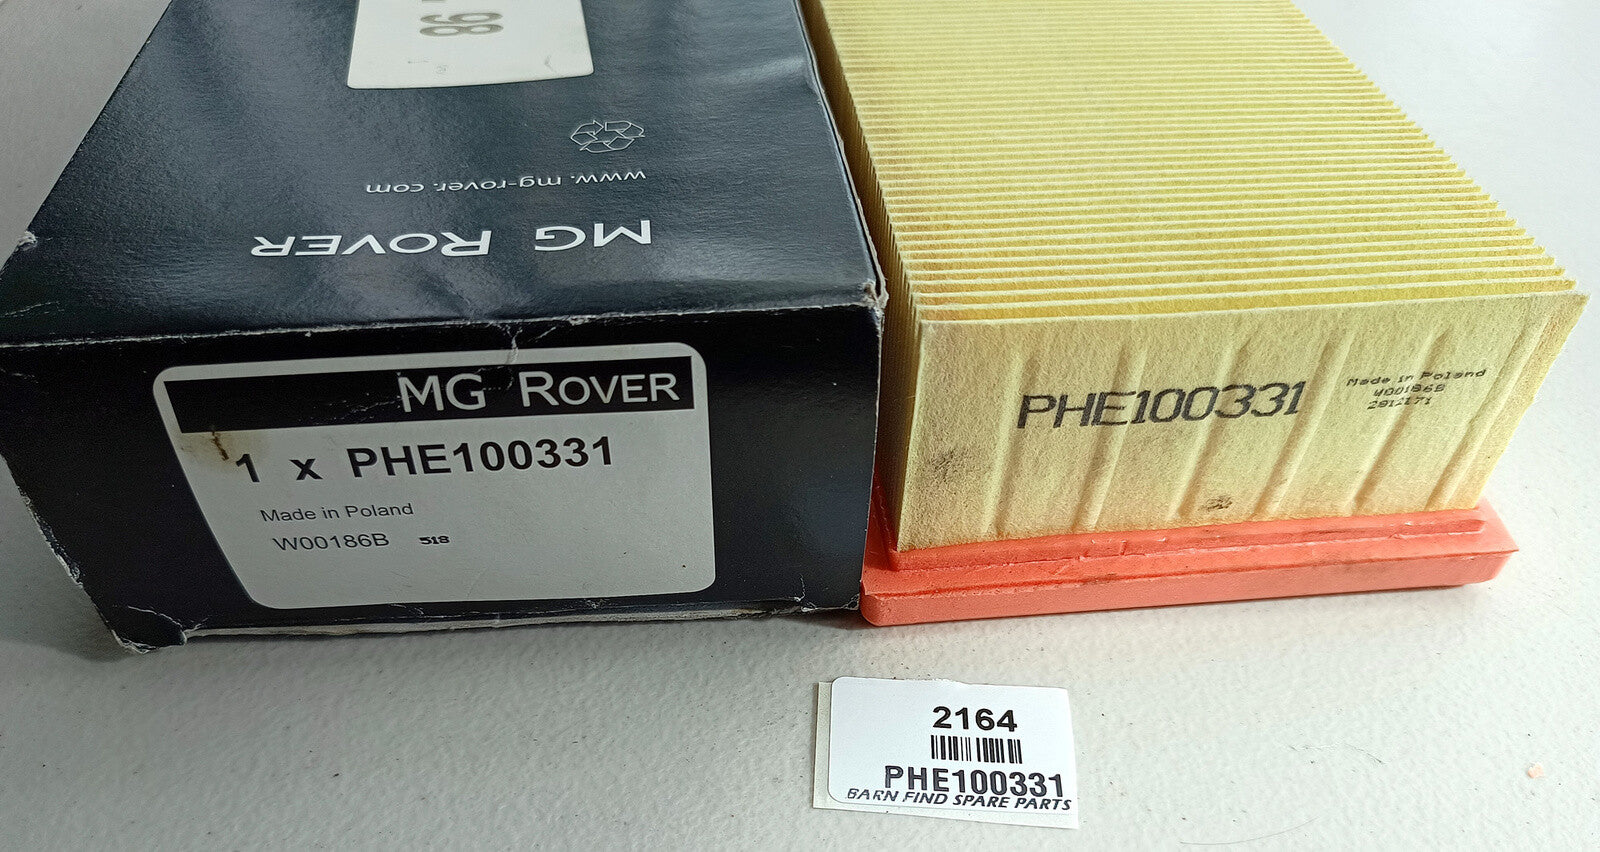 86
www.mg-rover.com
MG ROVER
MG ROVER
1 x PHE100331
Made in Poland
W00186B 518
PHE100331
Made in Poland
W00186B
2164
PHE100331
BARN FIND SPARE PARTS